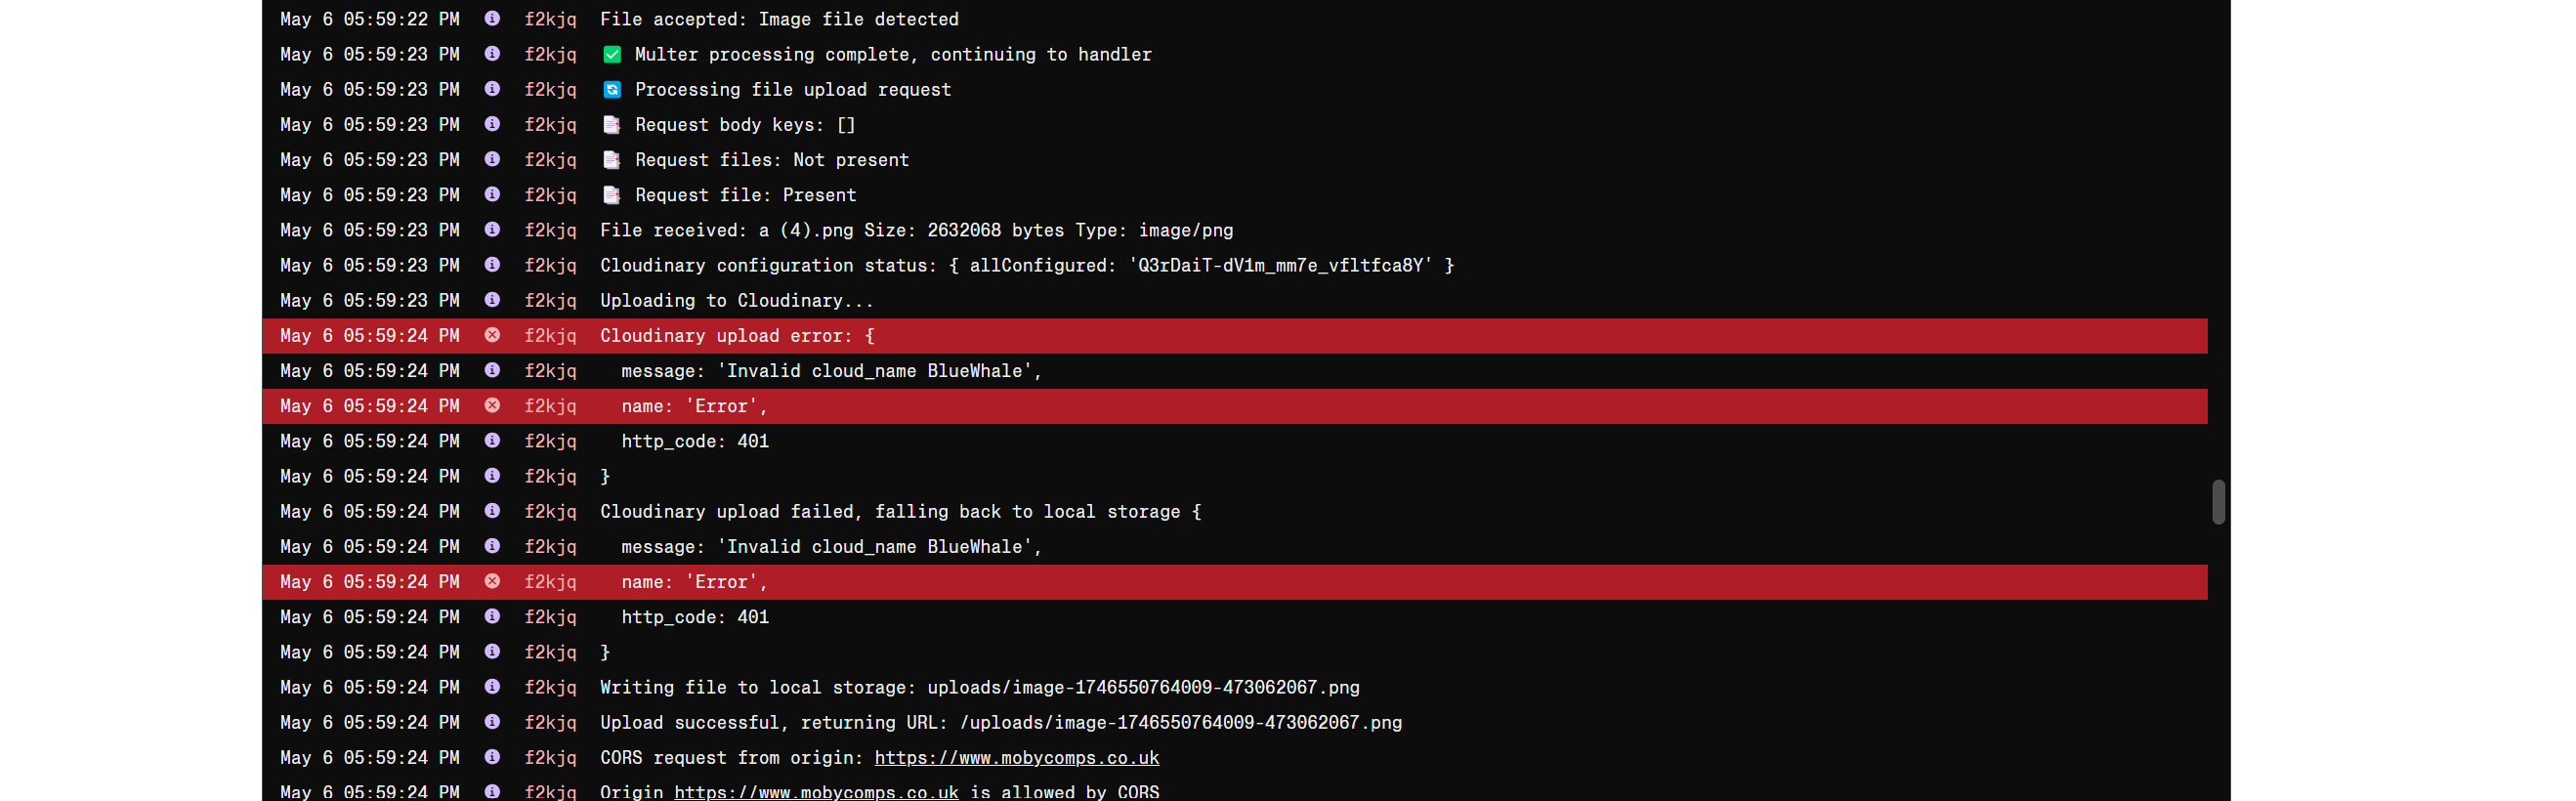 May 6 05:59:22 PM f2kjq File accepted: Image file detected
May 6 05:59:23 PM f2kjq ✅ Multer processing complete, continuing to handler
May 6 05:59:23 PM f2kjq 🔄 Processing file upload request
May 6 05:59:23 PM f2kjq 📑 Request body keys: []
May 6 05:59:23 PM f2kjq 📑 Request files: Not present
May 6 05:59:23 PM f2kjq 📑 Request file: Present
May 6 05:59:23 PM f2kjq File received: a (4).png Size: 2632068 bytes Type: image/png
May 6 05:59:23 PM f2kjq Cloudinary configuration status: { allConfigured: 'Q3rDaiT-dV1m_mm7e_vfltfca8Y' }
May 6 05:59:23 PM f2kjq Uploading to Cloudinary...
May 6 05:59:24 PM f2kjq Cloudinary upload error: {
May 6 05:59:24 PM f2kjq message: 'Invalid cloud_name BlueWhale',
May 6 05:59:24 PM f2kjq name: 'Error',
May 6 05:59:24 PM f2kjq http_code: 401
May 6 05:59:24 PM f2kjq }
May 6 05:59:24 PM f2kjq Cloudinary upload failed, falling back to local storage {
May 6 05:59:24 PM f2kjq message: 'Invalid cloud_name BlueWhale',
May 6 05:59:24 PM f2kjq name: 'Error',
May 6 05:59:24 PM f2kjq http_code: 401
May 6 05:59:24 PM f2kjq }
May 6 05:59:24 PM f2kjq Writing file to local storage: uploads/image-1746550764009-473062067.png
May 6 05:59:24 PM f2kjq Upload successful, returning URL: /uploads/image-1746550764009-473062067.png
May 6 05:59:24 PM f2kjq CORS request from origin: https://www.mobycomps.co.uk
May 6 05:59:24 PM f2kjq Origin https://www.mobycomps.co.uk is allowed by CORS